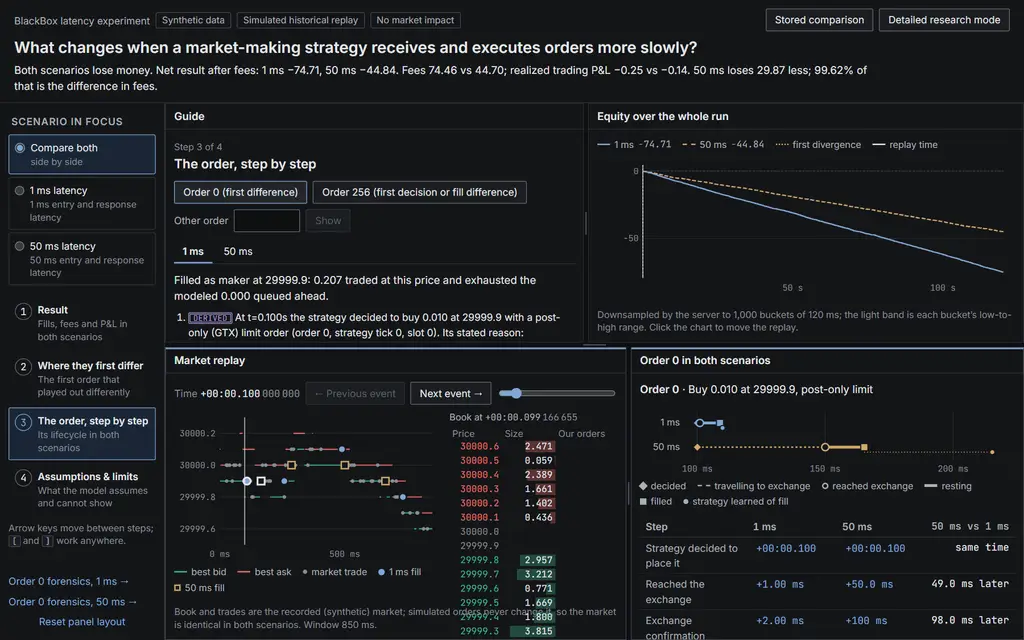 BlackBox latency experiment
Synthetic data
Simulated historical replay
No market impact
Stored comparison
Detailed research mode
What changes when a market-making strategy receives and executes orders more slowly?
Both scenarios lose money. Net result after fees: 1 ms −74.71, 50 ms −44.84. Fees 74.46 vs 44.70; realized trading P&L −0.25 vs −0.14. 50 ms loses 29.87 less; 99.62% of
that is the difference in fees.
SCENARIO IN FOCUS
Compare both
side by side
1 ms latency
1 ms entry and response
latency
50 ms latency
50 ms entry and response
latency
1 Result
Fills, fees and P&L in
both scenarios
2 Where they first differ
The first order that
played out differently
3 The order, step by step
Its lifecycle in both
scenarios
4 Assumptions & limits
What the model assumes
and cannot show
Arrow keys move between steps;
[ and ] work anywhere.
Order 0 forensics, 1 ms →
Order 0 forensics, 50 ms →
Reset panel layout
Guide
Step 3 of 4
The order, step by step
Order 0 (first difference)
Order 256 (first decision or fill difference)
Other order
Show
1 ms
50 ms
Filled as maker at 29999.9: 0.207 traded at this price and exhausted the
modeled 0.000 queued ahead.
1. DERIVED At t=0.100s the strategy decided to buy 0.010 at 29999.9 with a post-
only (GTX) limit order (order 0, strategy tick 0, slot 0). Its stated reason:
Equity over the whole run
1 ms -74.71
50 ms -44.84
first divergence
replay time
0
-50
50 s
100 s
Downsampled by the server to 1,000 buckets of 120 ms; the light band is each bucket's low-to-
high range. Click the chart to move the replay.
Market replay
Time +00:00.100 000 000
← Previous event
Next event →
30000.2
30000.0
29999.8
29999.6
0 ms
500 ms
best bid
best ask
market trade
1 ms fill
50 ms fill
Book at +00:00.099 166 655
Price Size Our orders
30000.6 2.471
30000.5 0.059
30000.4 2.389
30000.3 1.661
30000.2 1.402
30000.1 0.436
30000.0
29999.9
29999.8 2.957
29999.7 3.212
29999.6 0.771
29999.5 1.669
29999.4 1.800
29999.3 3.815
Book and trades are the recorded (synthetic) market; simulated orders never change it, so the market
is identical in both scenarios. Window 850 ms.
Order 0 in both scenarios
Order 0 · Buy 0.010 at 29999.9, post-only limit
1 ms
50 ms
100 ms
150 ms
200 ms
decided
travelling to exchange
reached exchange
resting
filled
strategy learned of fill
Step 1 ms 50 ms 50 ms vs 1 ms
Strategy decided to
place it
+00:00.100 +00:00.100 same time
Reached the
exchange
+1.00 ms +50.0 ms 49.0 ms later
Exchange
confirmation
+2.00 ms +100 ms 98.0 ms later